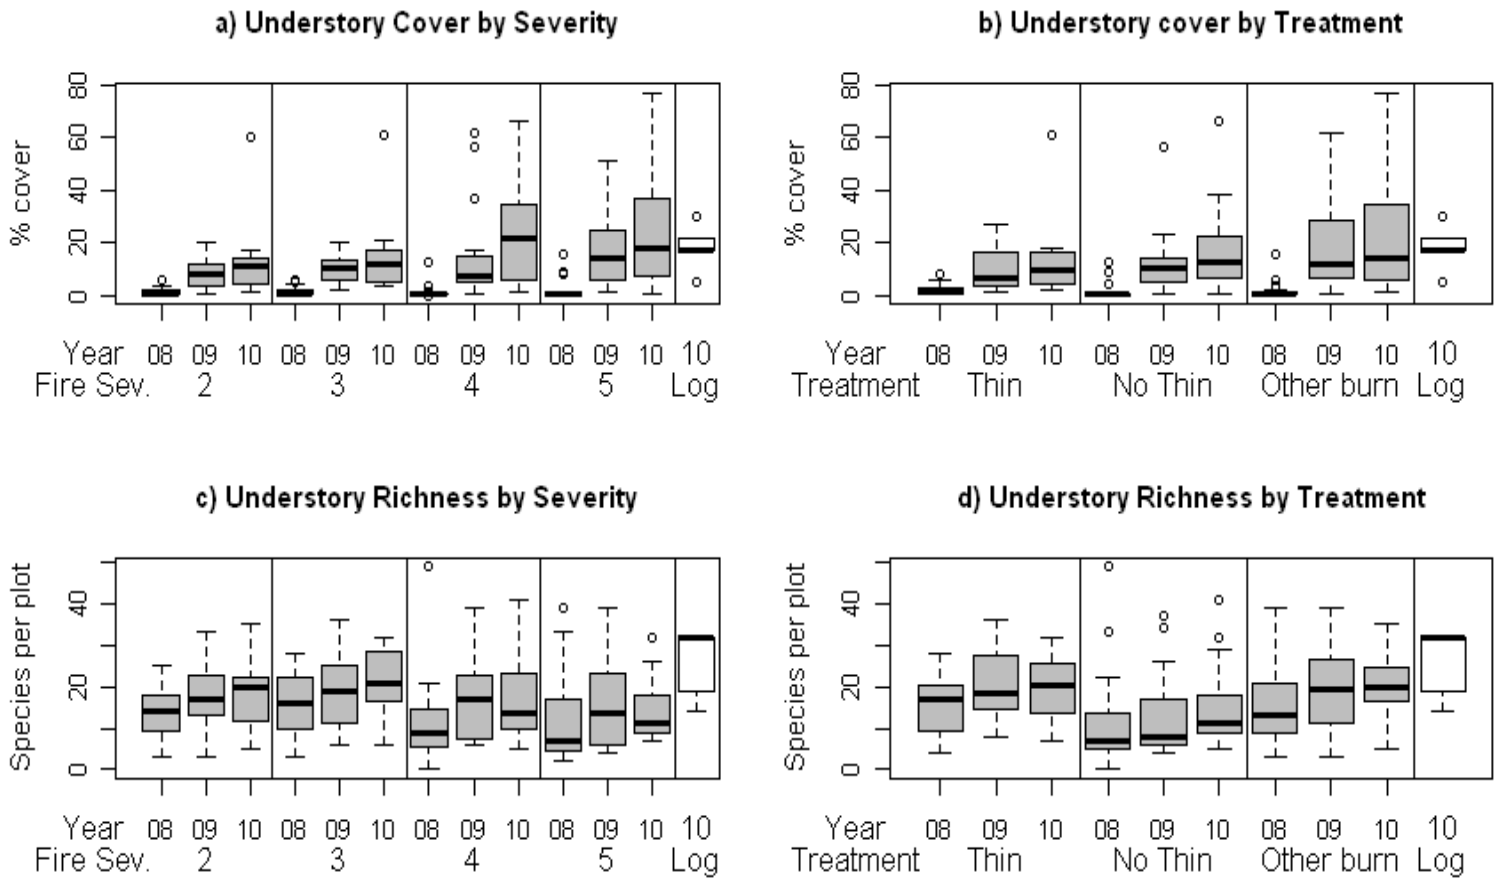 a) Understory Cover by Severity
% cover
80
60
40
20
0
Year 08 09 10 08 09 10 08 09 10 08 09 10 10
Fire Sev. 2 3 4 5 Log
b) Understory cover by Treatment
% cover
80
60
40
20
0
Year 08 09 10 08 09 10 08 09 10 10
Treatment Thin No Thin Other burn Log
c) Understory Richness by Severity
Species per plot
40
20
0
Year 08 09 10 08 09 10 08 09 10 08 09 10 10
Fire Sev. 2 3 4 5 Log
d) Understory Richness by Treatment
Species per plot
40
20
0
Year 08 09 10 08 09 10 08 09 10 10
Treatment Thin No Thin Other burn Log